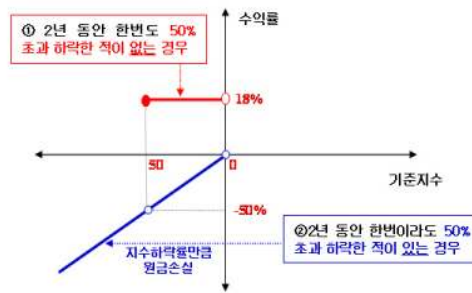 수익률
① 2년 동안 한번도 50%
초과 하락한 적이 없는 경우
18%
50
0
기준지수
-50%
②2년 동안 한번이라도 50%
초과 하락한 적이 있는 경우
지수하락률만큼
원금손실